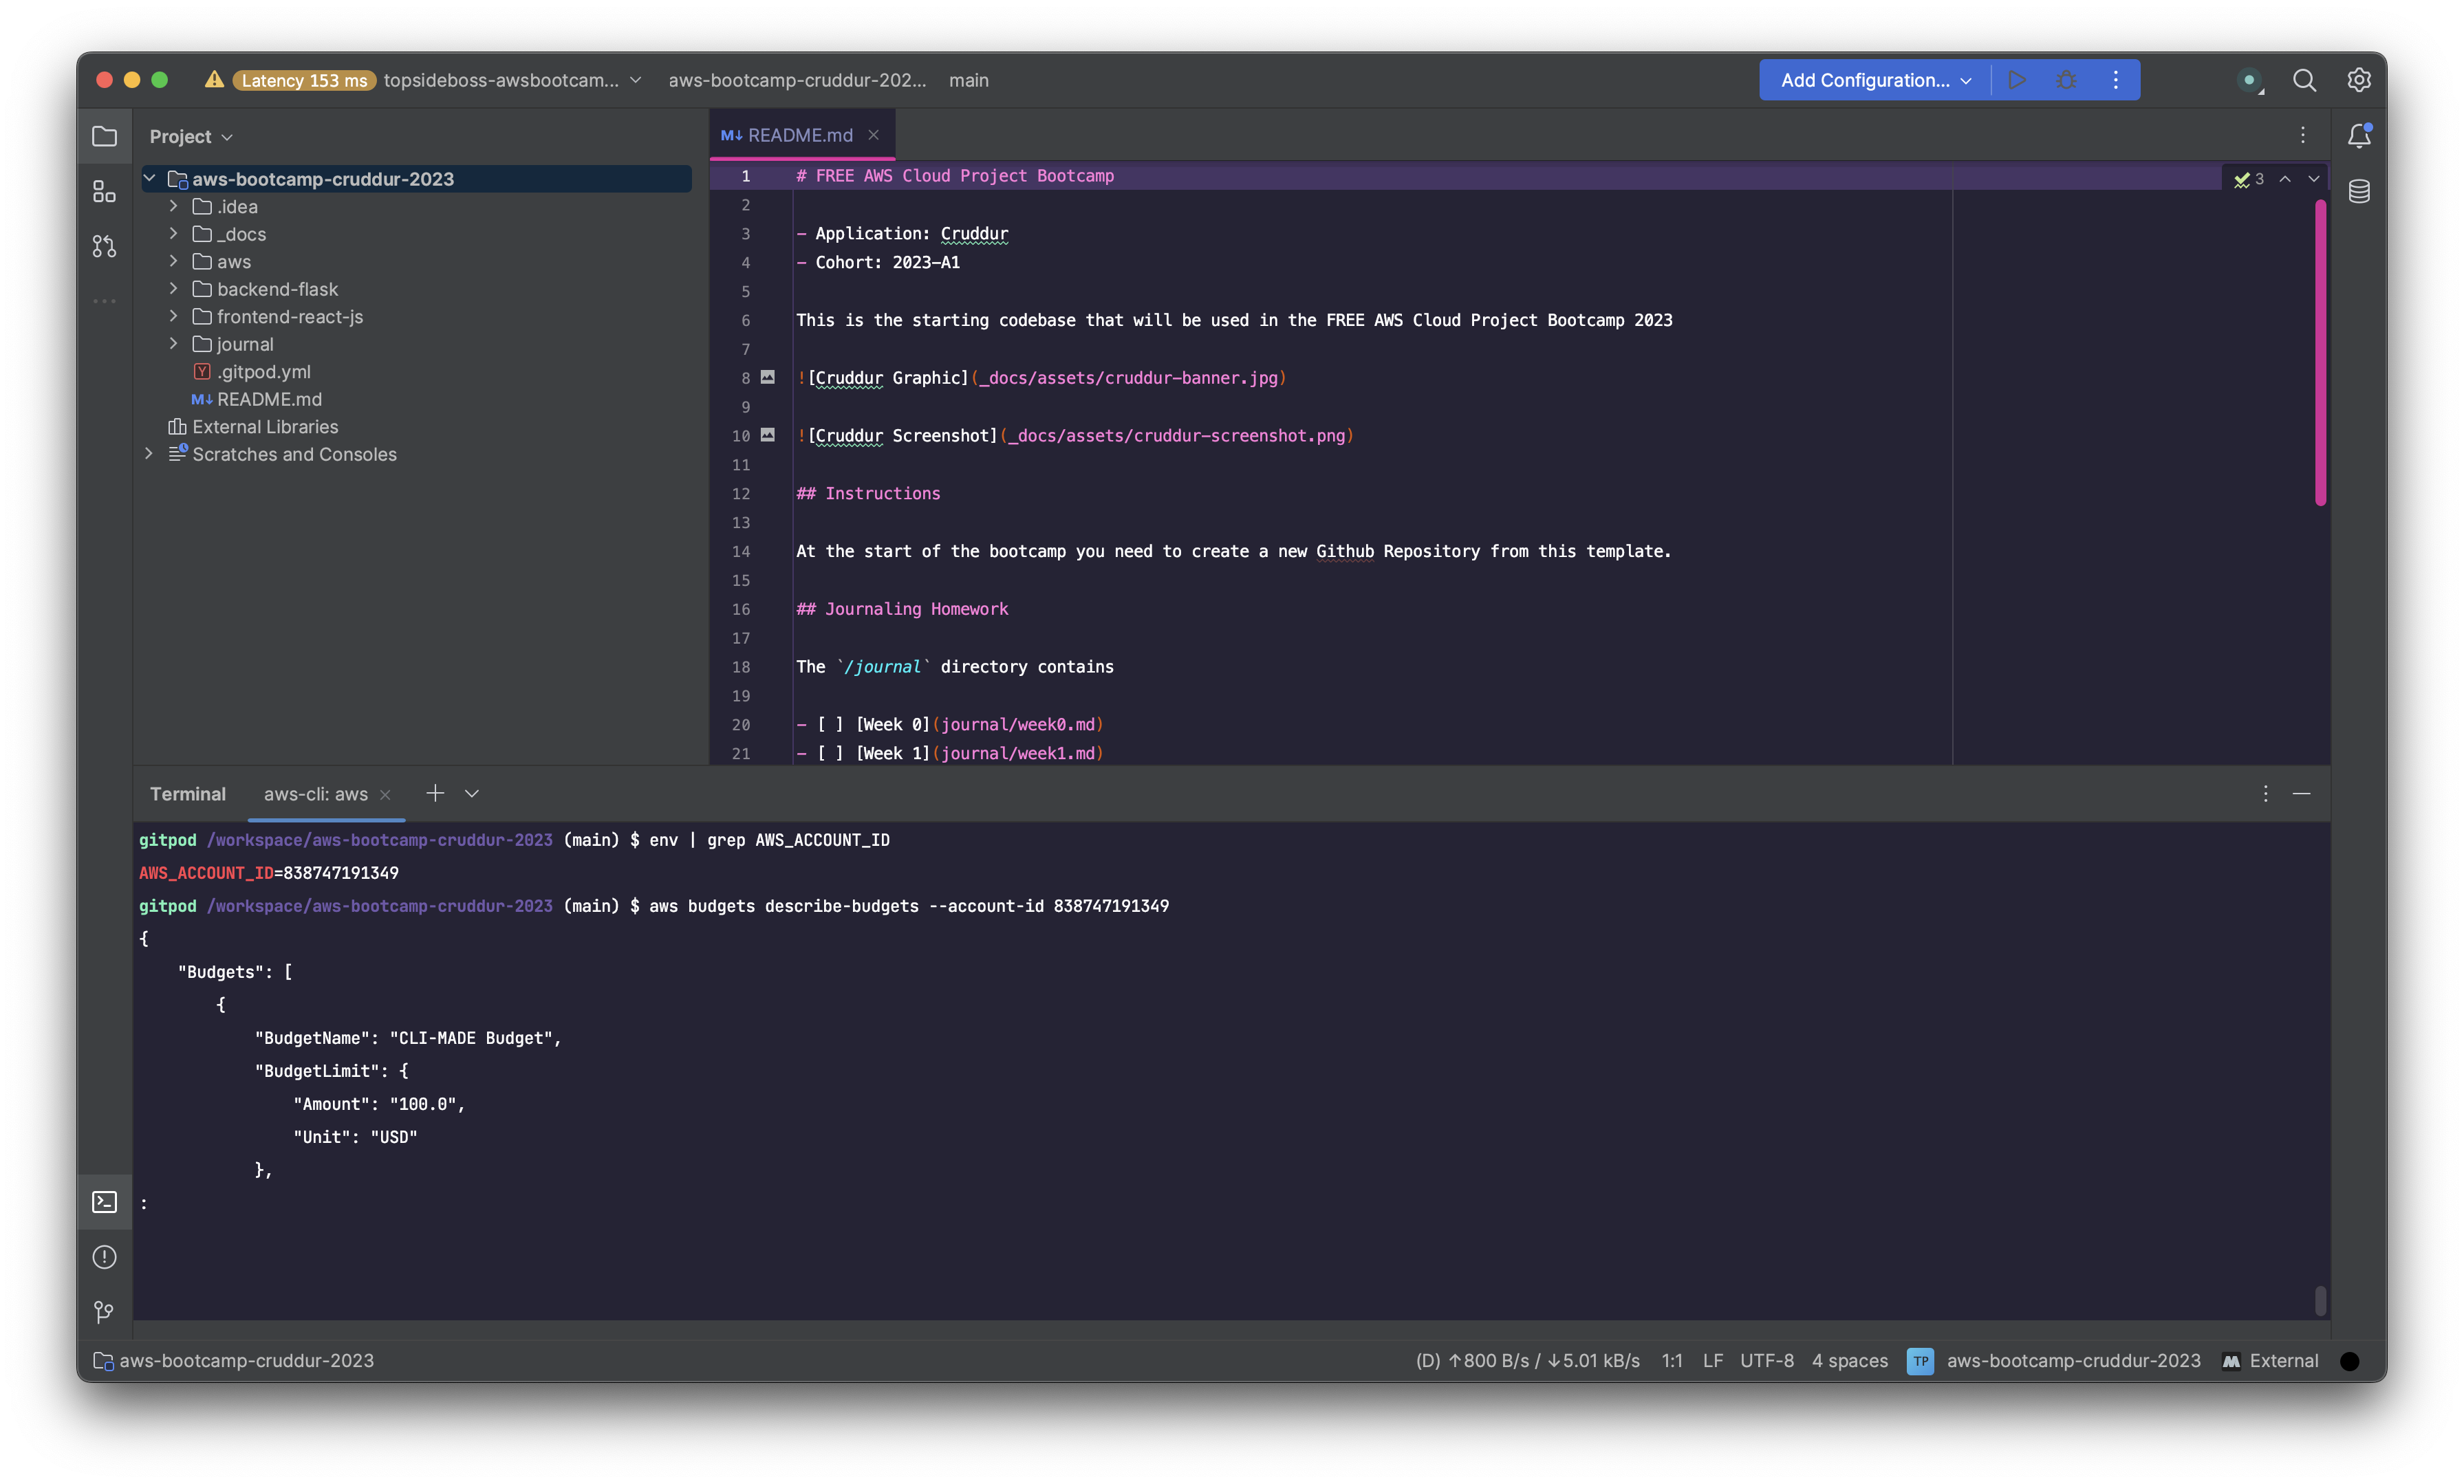 Latency 153 ms topsideboss-awsbootcam... aws-bootcamp-cruddur-202... main Add Configuration...
Project
aws-bootcamp-cruddur-2023
.idea
_docs
aws
backend-flask
frontend-react-js
journal
.gitpod.yml
M↓ README.md
External Libraries
Scratches and Consoles
M↓ README.md
3
1 # FREE AWS Cloud Project Bootcamp
2
3 - Application: Cruddur
4 - Cohort: 2023-A1
5
6 This is the starting codebase that will be used in the FREE AWS Cloud Project Bootcamp 2023
7
8 ![Cruddur Graphic](_docs/assets/cruddur-banner.jpg)
9
10 ![Cruddur Screenshot](_docs/assets/cruddur-screenshot.png)
11
12 ## Instructions
13
14 At the start of the bootcamp you need to create a new Github Repository from this template.
15
16 ## Journaling Homework
17
18 The `/journal` directory contains
19
20 - [ ] [Week 0](journal/week0.md)
21 - [ ] [Week 1](journal/week1.md)
Terminal aws-cli: aws
gitpod /workspace/aws-bootcamp-cruddur-2023 (main) $ env | grep AWS_ACCOUNT_ID
AWS_ACCOUNT_ID=838747191349
gitpod /workspace/aws-bootcamp-cruddur-2023 (main) $ aws budgets describe-budgets --account-id 838747191349
{
    "Budgets": [
        {
            "BudgetName": "CLI-MADE Budget",
            "BudgetLimit": {
                "Amount": "100.0",
                "Unit": "USD"
            },
:
aws-bootcamp-cruddur-2023 (D) ↑800 B/s / ↓5.01 kB/s 1:1 LF UTF-8 4 spaces TP aws-bootcamp-cruddur-2023 External